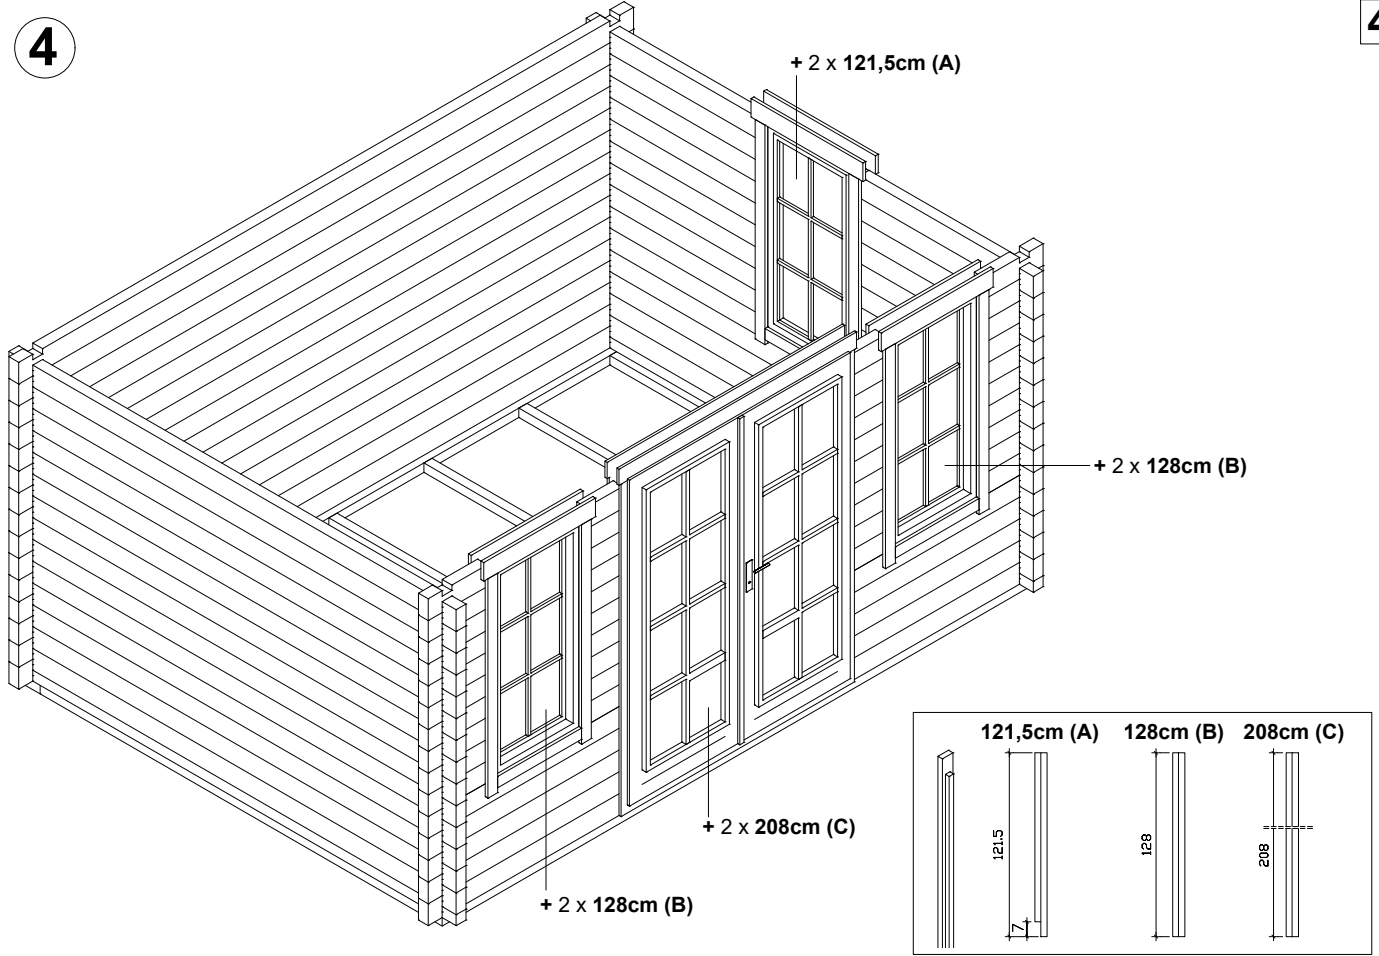 4
4
+ 2 x 121,5cm (A)
+ 2 x 128cm (B)
+ 2 x 208cm (C)
+ 2 x 128cm (B)
121,5cm (A) 128cm (B) 208cm (C)
121.5
7
128
208